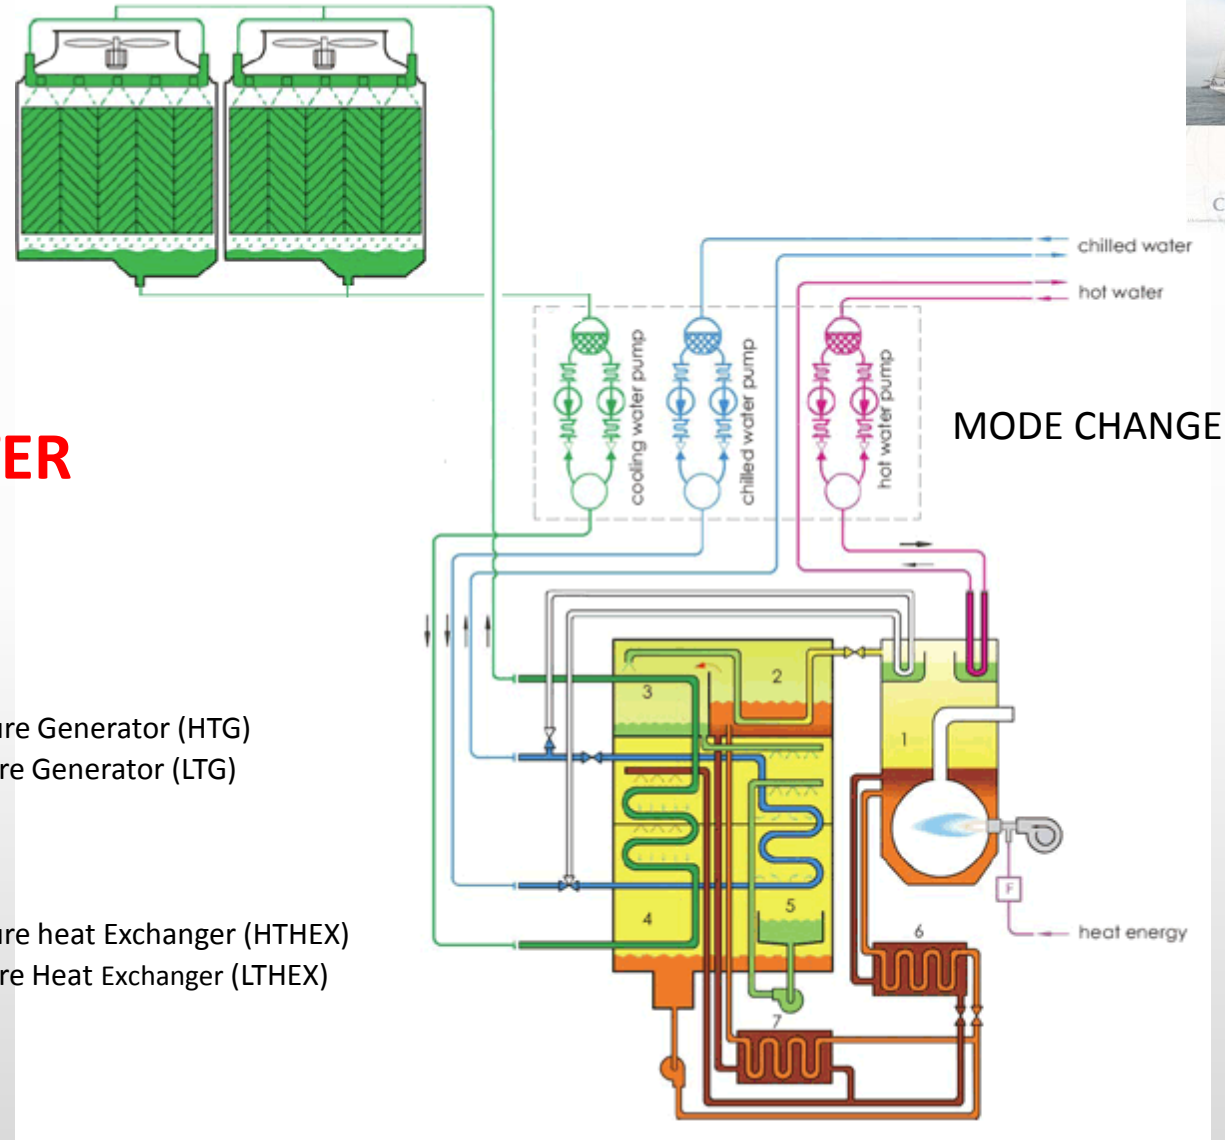 chilled water
hot water
cooling water pump
chilled water pump
hot water pump
MODE CHANGE
ER
3
2
1
ure Generator (HTG)
re Generator (LTG)
F
4
5
6
ure heat Exchanger (HTHEX)
heat energy
re Heat Exchanger (LTHEX)
7